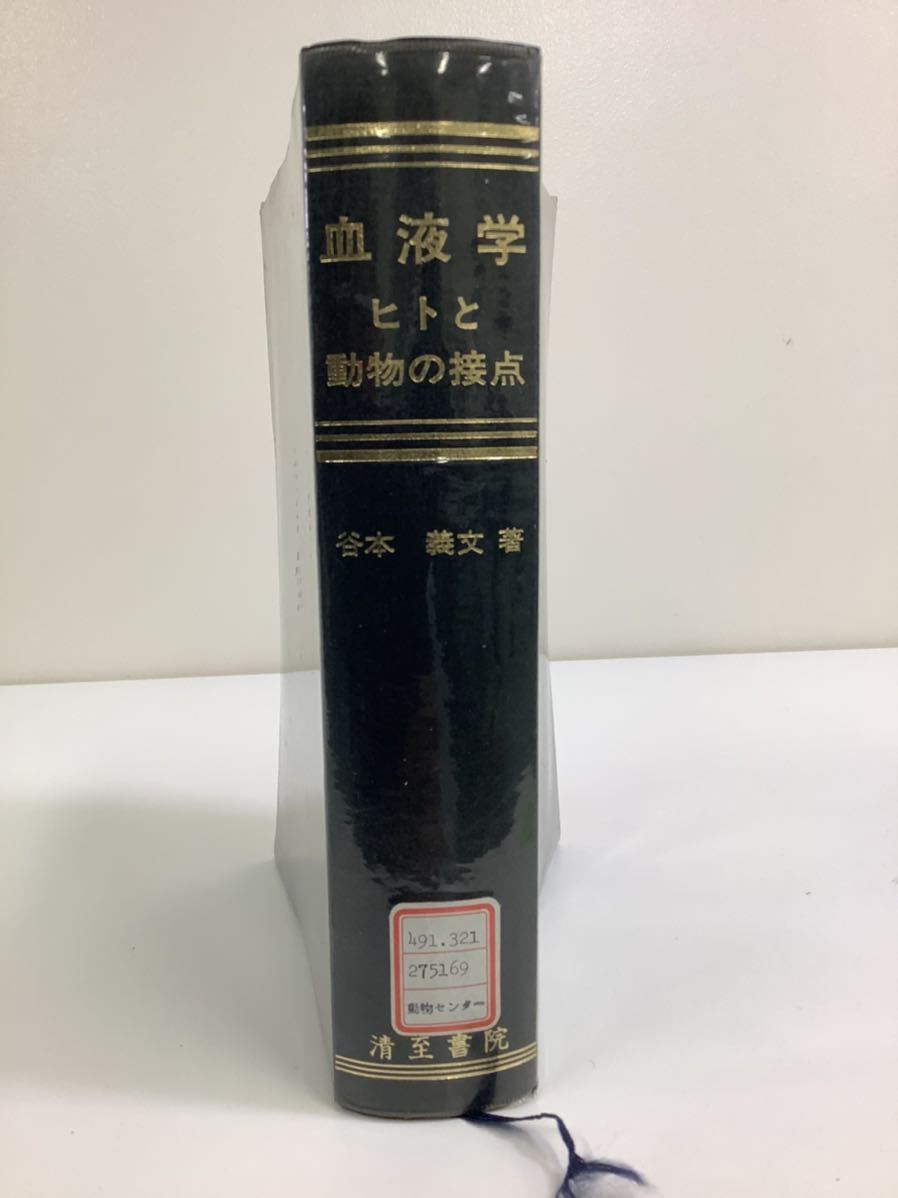 血液学
ヒトと
動物の接点
谷本 義文 著
491.321
275169
動物センター
清至書院